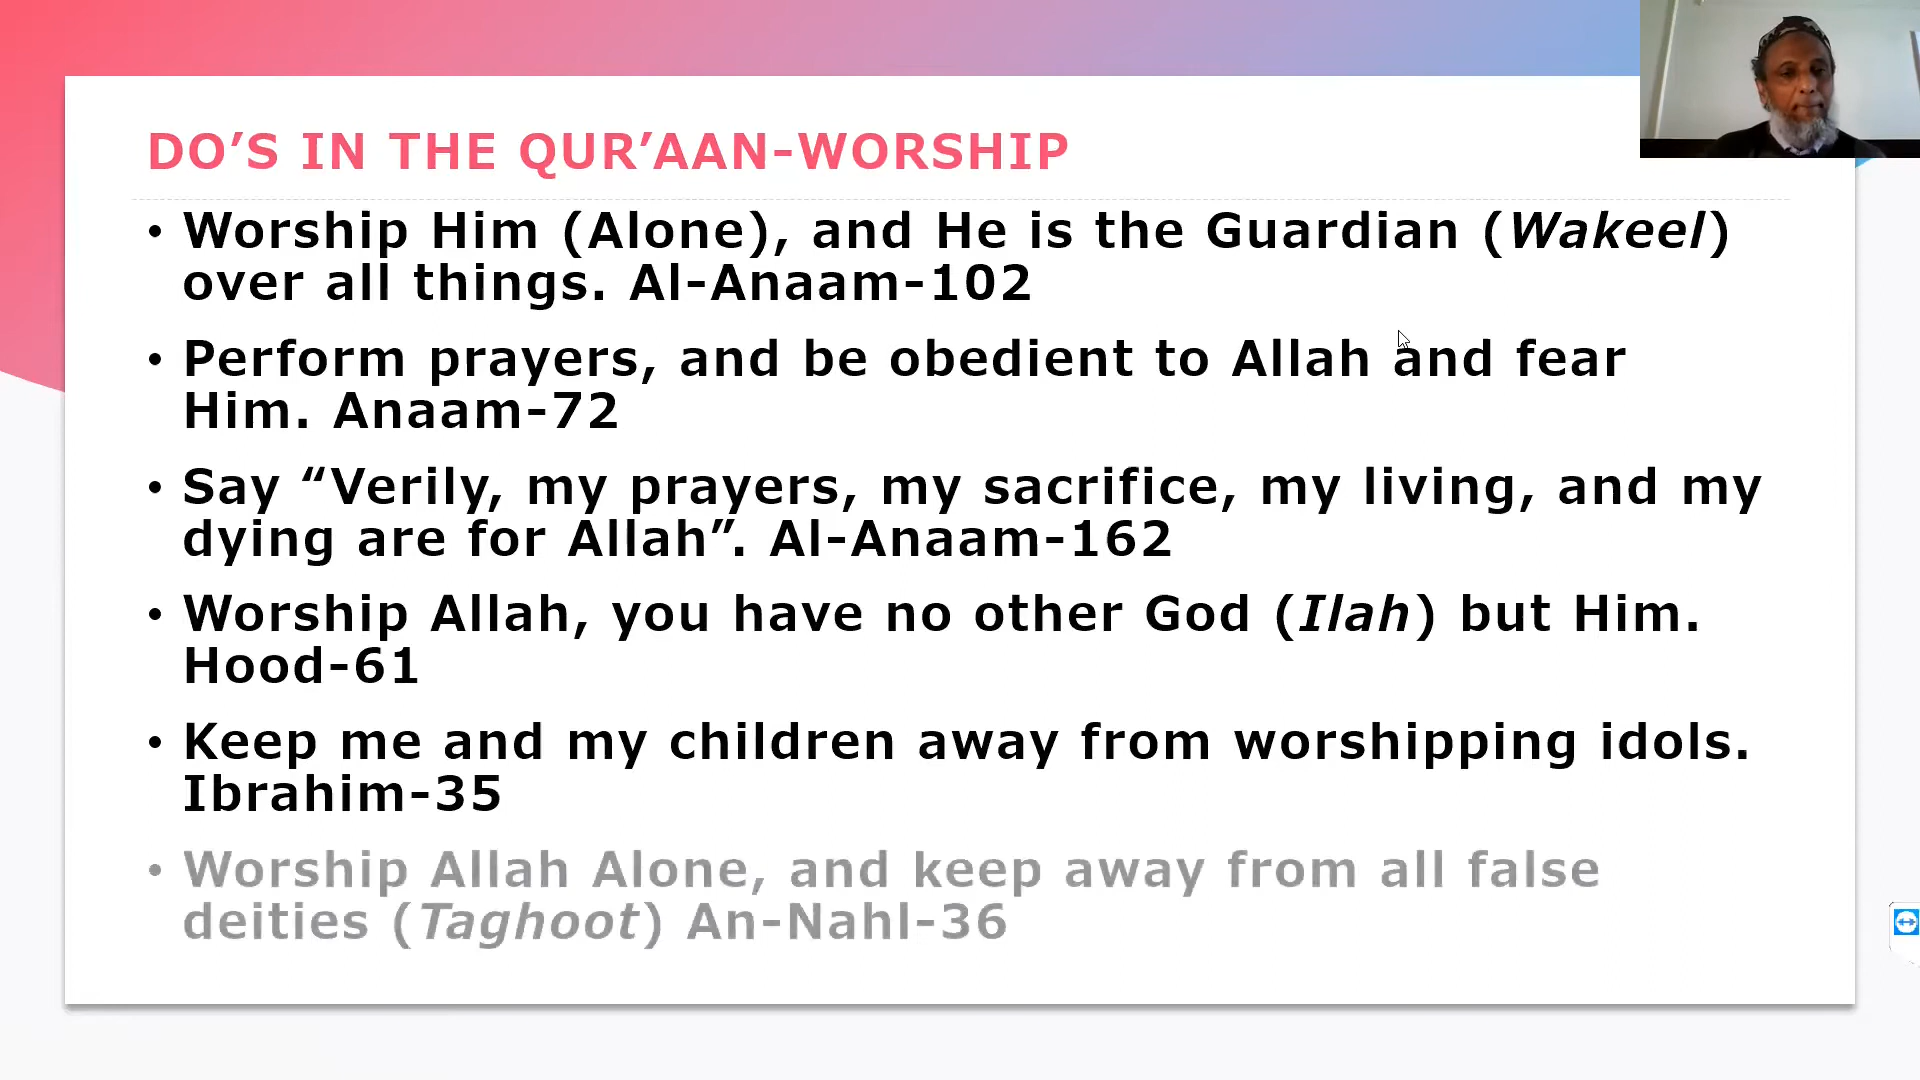 DO’S IN THE QUR’AAN-WORSHIP
• Worship Him (Alone), and He is the Guardian (Wakeel)
over all things. Al-Anaam-102
• Perform prayers, and be obedient to Allah and fear
Him. Anaam-72
• Say “Verily, my prayers, my sacrifice, my living, and my
dying are for Allah”. Al-Anaam-162
• Worship Allah, you have no other God (Ilah) but Him.
Hood-61
• Keep me and my children away from worshipping idols.
Ibrahim-35
• Worship Allah Alone, and keep away from all false
deities (Taghoot) An-Nahl-36